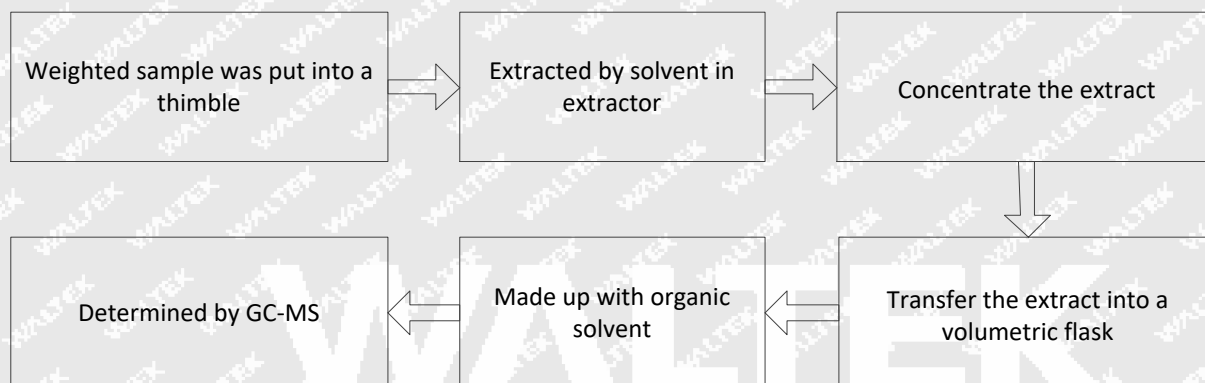 Weighted sample was put into a
thimble
Extracted by solvent in
extractor
Concentrate the extract
Transfer the extract into a
volumetric flask
Made up with organic
solvent
Determined by GC-MS
WALTEK